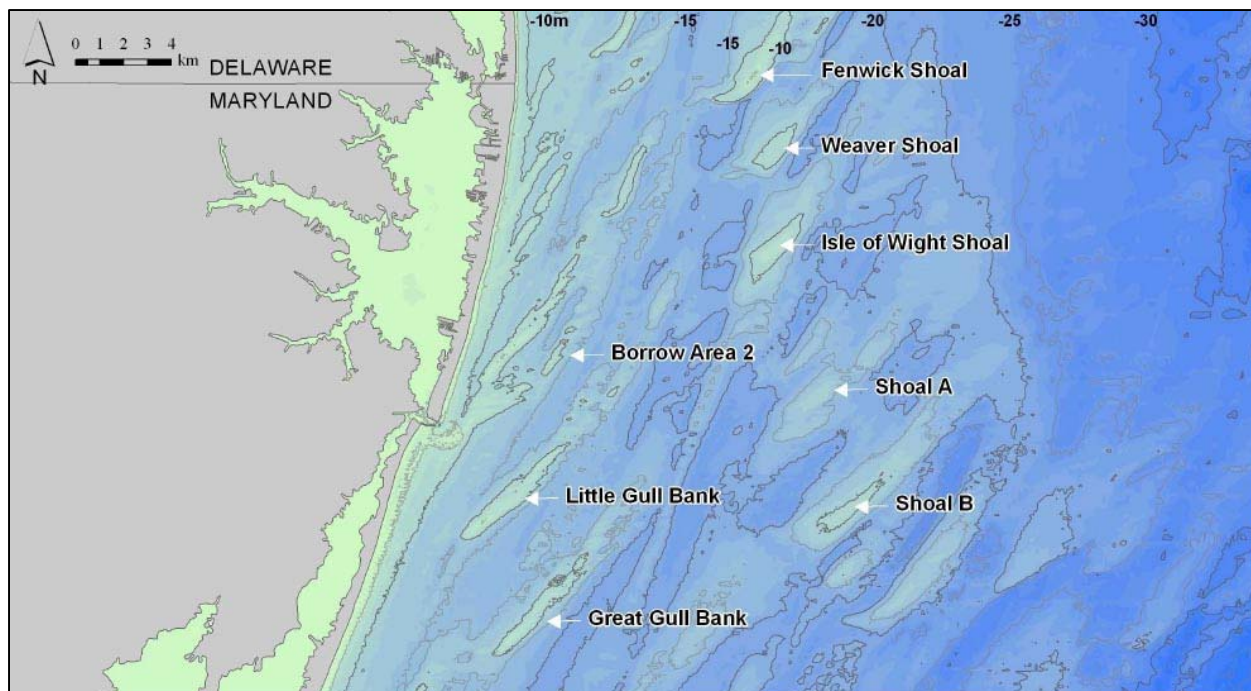 -10m -15 -20 -25 -30
-15 -10
0 1 2 3 4
km
N
DELAWARE
MARYLAND
Fenwick Shoal
Weaver Shoal
Isle of Wight Shoal
Borrow Area 2
Shoal A
Little Gull Bank
Shoal B
Great Gull Bank